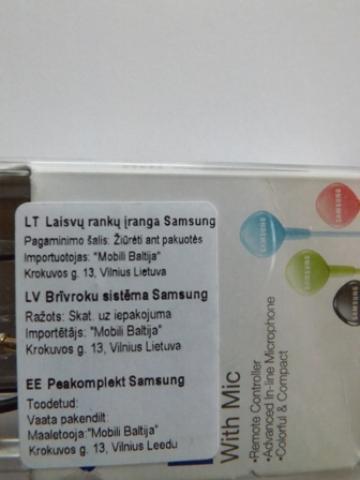 LT Laisvų rankų įranga Samsung
Pagaminimo šalis: Žiūrėti ant pakuotės
Importuotojas: "Mobili Baltija"
Krokuvos g. 13, Vilnius Lietuva
LV Brīvroku sistēma Samsung
Ražots: Skat. uz iepakojuma
Importētājs: "Mobili Baltija"
Krokuvos g. 13, Vilnius Lietuva
EE Peakomplekt Samsung
Toodetud:
Vaata pakendilt
Maaletooja:"Mobili Baltija"
Krokuvos g. 13, Vilnius Leedu
With Mic
•Remote Controller
•Advanced In-line Microphone
•Colorful & Compact
SAMSUNG
SAMSUNG
SAMSUNG
SAMSUNG